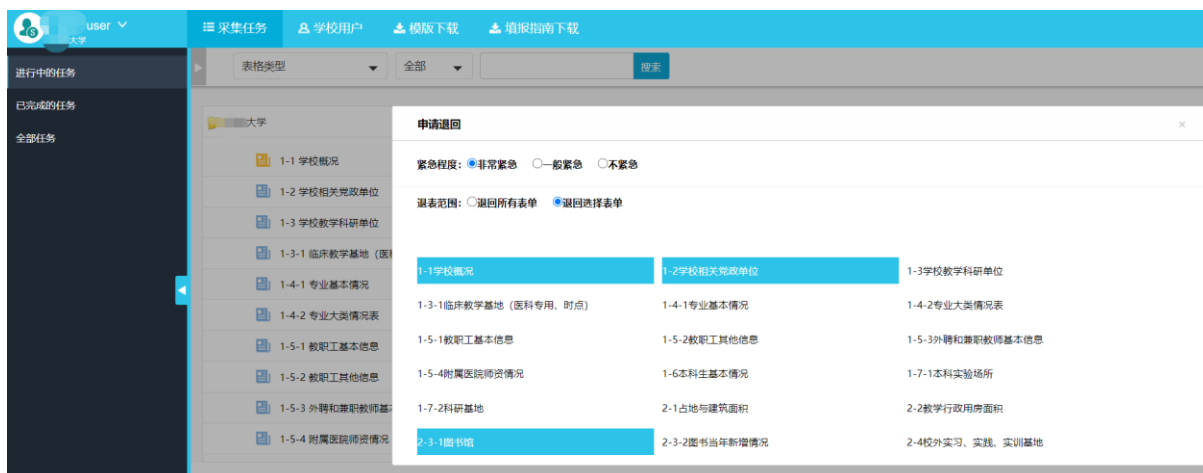 user
大学
采集任务 学校用户 模版下载 填报指南下载
进行中的任务
已完成的任务
全部任务
表格类型 全部 搜索
大学
1-1 学校概况
1-2 学校相关党政单位
1-3 学校教学科研单位
1-3-1 临床教学基地（医
1-4-1 专业基本情况
1-4-2 专业大类情况表
1-5-1 教职工基本信息
1-5-2 教职工其他信息
1-5-3 外聘和兼职教师基
1-5-4 附属医院师资情况
申请退回 ×
紧急程度: 非常紧急 一般紧急 不紧急
退表范围: 退回所有表单 退回选择表单
1-1学校概况 1-2学校相关党政单位 1-3学校教学科研单位
1-3-1临床教学基地（医科专用、时点） 1-4-1专业基本情况 1-4-2专业大类情况表
1-5-1教职工基本信息 1-5-2教职工其他信息 1-5-3外聘和兼职教师基本信息
1-5-4附属医院师资情况 1-6本科生基本情况 1-7-1本科实验场所
1-7-2科研基地 2-1占地与建筑面积 2-2教学行政用房面积
2-3-1图书馆 2-3-2图书当年新增情况 2-4校外实习、实践、实训基地